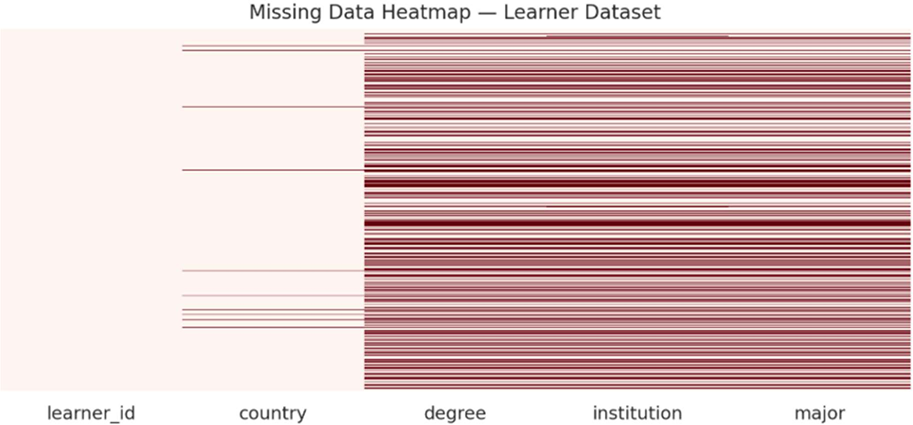 Missing Data Heatmap — Learner Dataset
learner_id country degree institution major